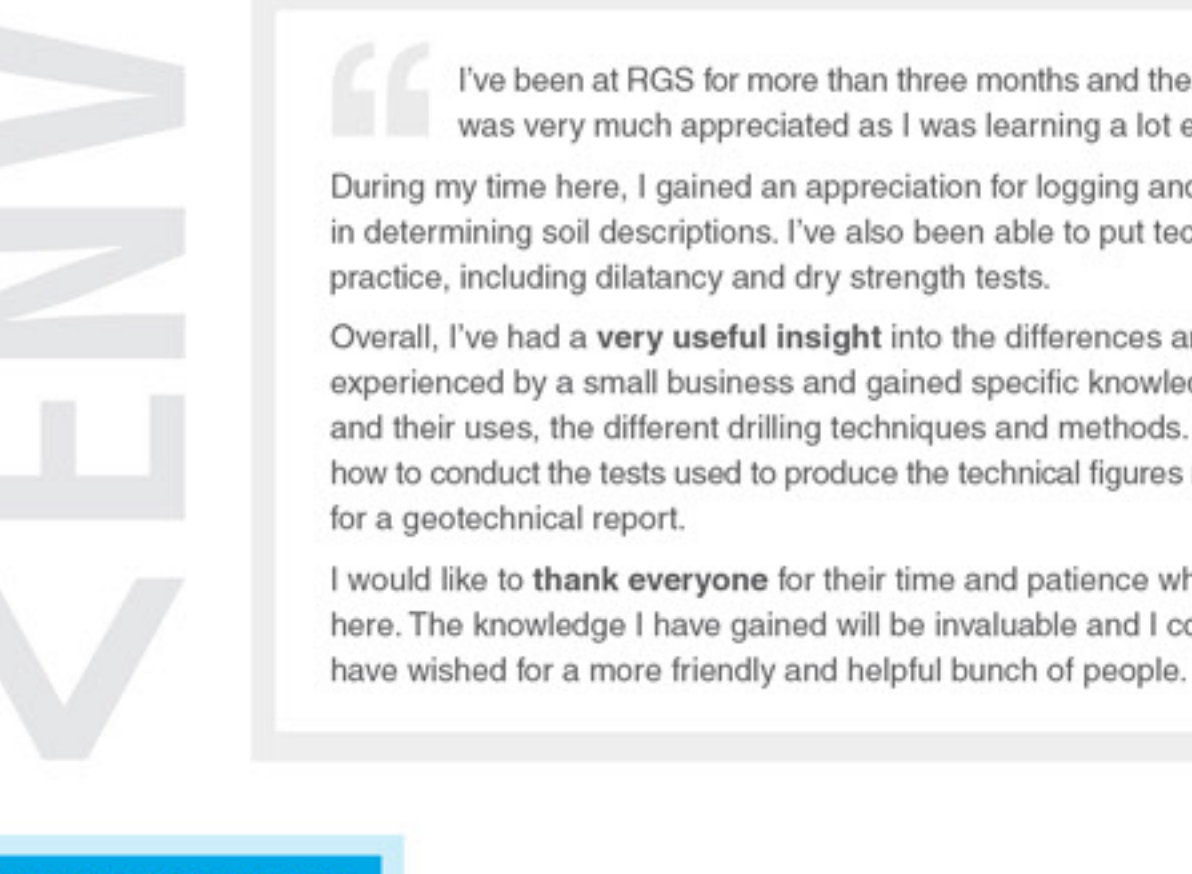 I've been at RGS for more than three months and the
was very much appreciated as I was learning a lot
During my time here, I gained an appreciation for logging and
in determining soil descriptions. I've also been able to put
practice, including dilatancy and dry strength tests.
Overall, I've had a very useful insight into the differences
experienced by a small business and gained specific
and their uses, the different drilling techniques and methods.
how to conduct the tests used to produce the technical figures
for a geotechnical report.
I would like to thank everyone for their time and patience
here. The knowledge I have gained will be invaluable and I
have wished for a more friendly and helpful bunch of people.